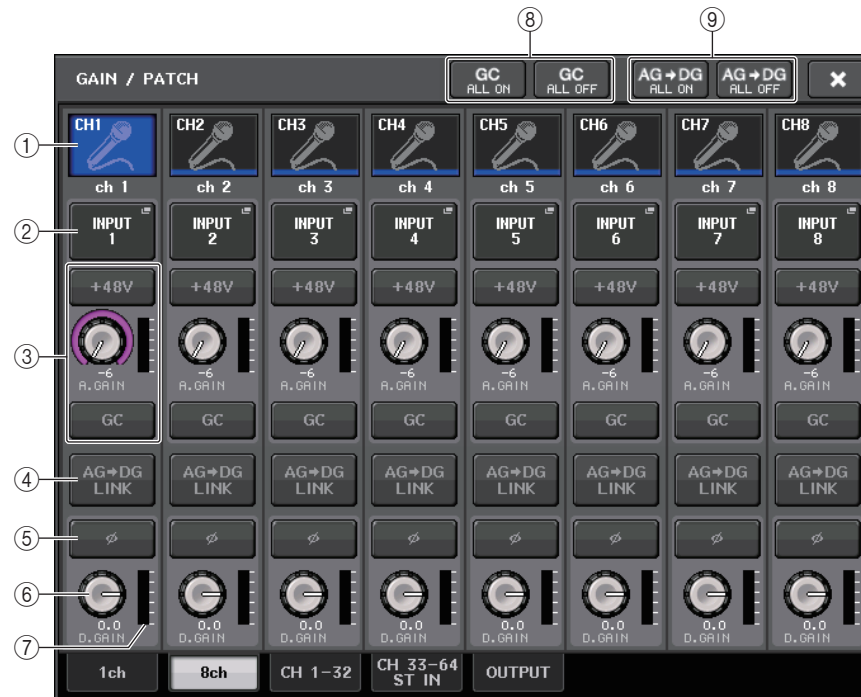 ⑧ ⑨
GAIN / PATCH GC ALL ON GC ALL OFF AG➔DG ALL ON AG➔DG ALL OFF ×
① CH1 CH2 CH3 CH4 CH5 CH6 CH7 CH8
ch 1 ch 2 ch 3 ch 4 ch 5 ch 6 ch 7 ch 8
② INPUT 1 INPUT 2 INPUT 3 INPUT 4 INPUT 5 INPUT 6 INPUT 7 INPUT 8
+48V +48V +48V +48V +48V +48V +48V +48V
③
-6 -6 -6 -6 -6 -6 -6 -6
A.GAIN A.GAIN A.GAIN A.GAIN A.GAIN A.GAIN A.GAIN A.GAIN
GC GC GC GC GC GC GC GC
④ AG➔DG LINK AG➔DG LINK AG➔DG LINK AG➔DG LINK AG➔DG LINK AG➔DG LINK AG➔DG LINK AG➔DG LINK
⑤ ø ø ø ø ø ø ø ø
⑥
⑦ 0.0 0.0 0.0 0.0 0.0 0.0 0.0 0.0
D.GAIN D.GAIN D.GAIN D.GAIN D.GAIN D.GAIN D.GAIN D.GAIN
1ch 8ch CH 1-32 CH 33-64 ST IN OUTPUT